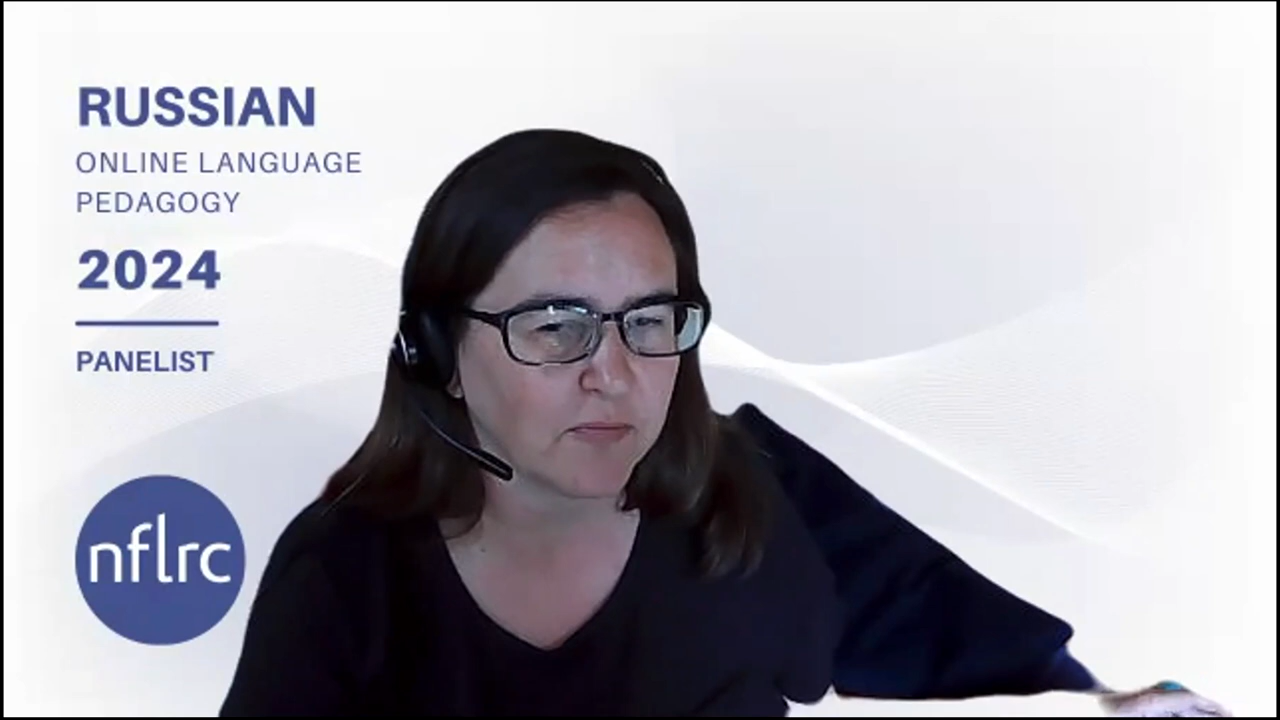 RUSSIAN
ONLINE LANGUAGE
PEDAGOGY
2024
PANELIST
nflrc